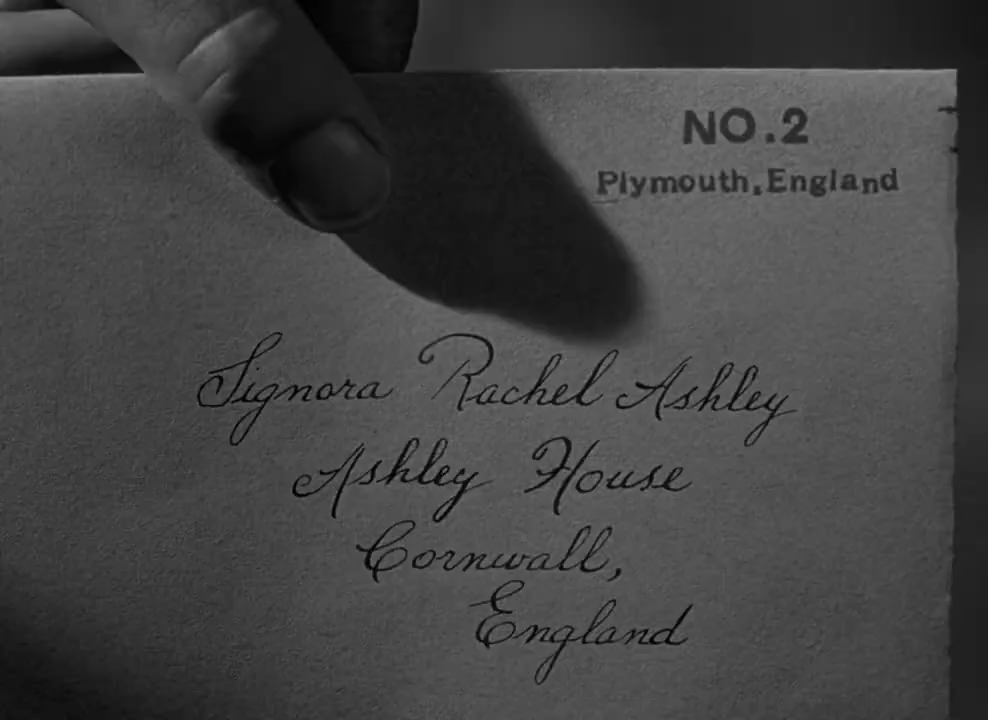 NO.2
Plymouth, England
Signora Rachel Ashley
Ashley House
Cornwall,
England